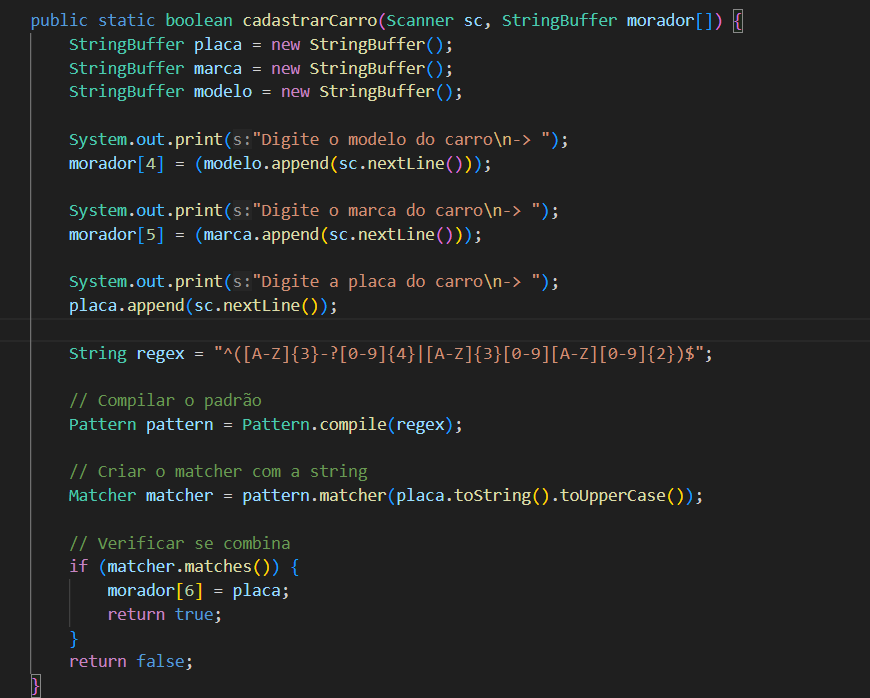 public static boolean cadastrarCarro(Scanner sc, StringBuffer morador[]) {
StringBuffer placa = new StringBuffer();
StringBuffer marca = new StringBuffer();
StringBuffer modelo = new StringBuffer();
System.out.print(s:"Digite o modelo do carro\n-> ");
morador[4] = (modelo.append(sc.nextLine()));
System.out.print(s:"Digite o marca do carro\n-> ");
morador[5] = (marca.append(sc.nextLine()));
System.out.print(s:"Digite a placa do carro\n-> ");
placa.append(sc.nextLine());
String regex = "^([A-Z]{3}-?[0-9]{4}|[A-Z]{3}[0-9][A-Z][0-9]{2})$";
// Compilar o padrão
Pattern pattern = Pattern.compile(regex);
// Criar o matcher com a string
Matcher matcher = pattern.matcher(placa.toString().toUpperCase());
// Verificar se combina
if (matcher.matches()) {
morador[6] = placa;
return true;
}
return false;
}